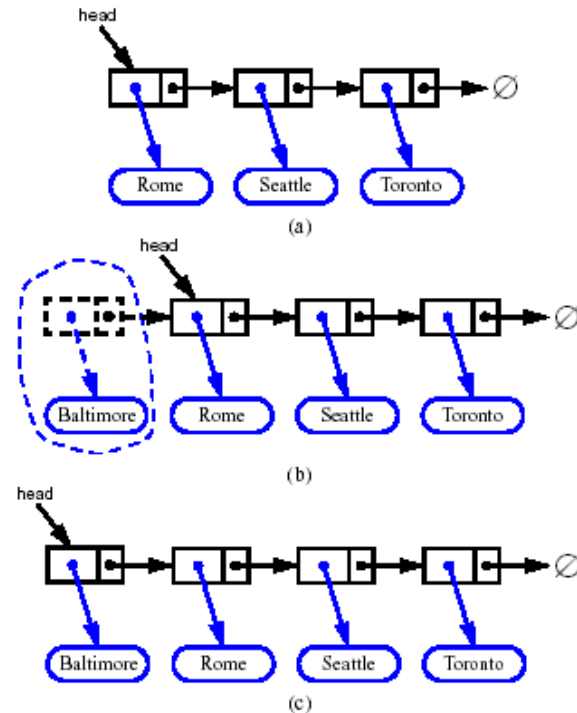 head
∅
Rome Seattle Toronto
(a)
head
∅
Baltimore Rome Seattle Toronto
(b)
head
∅
Baltimore Rome Seattle Toronto
(c)